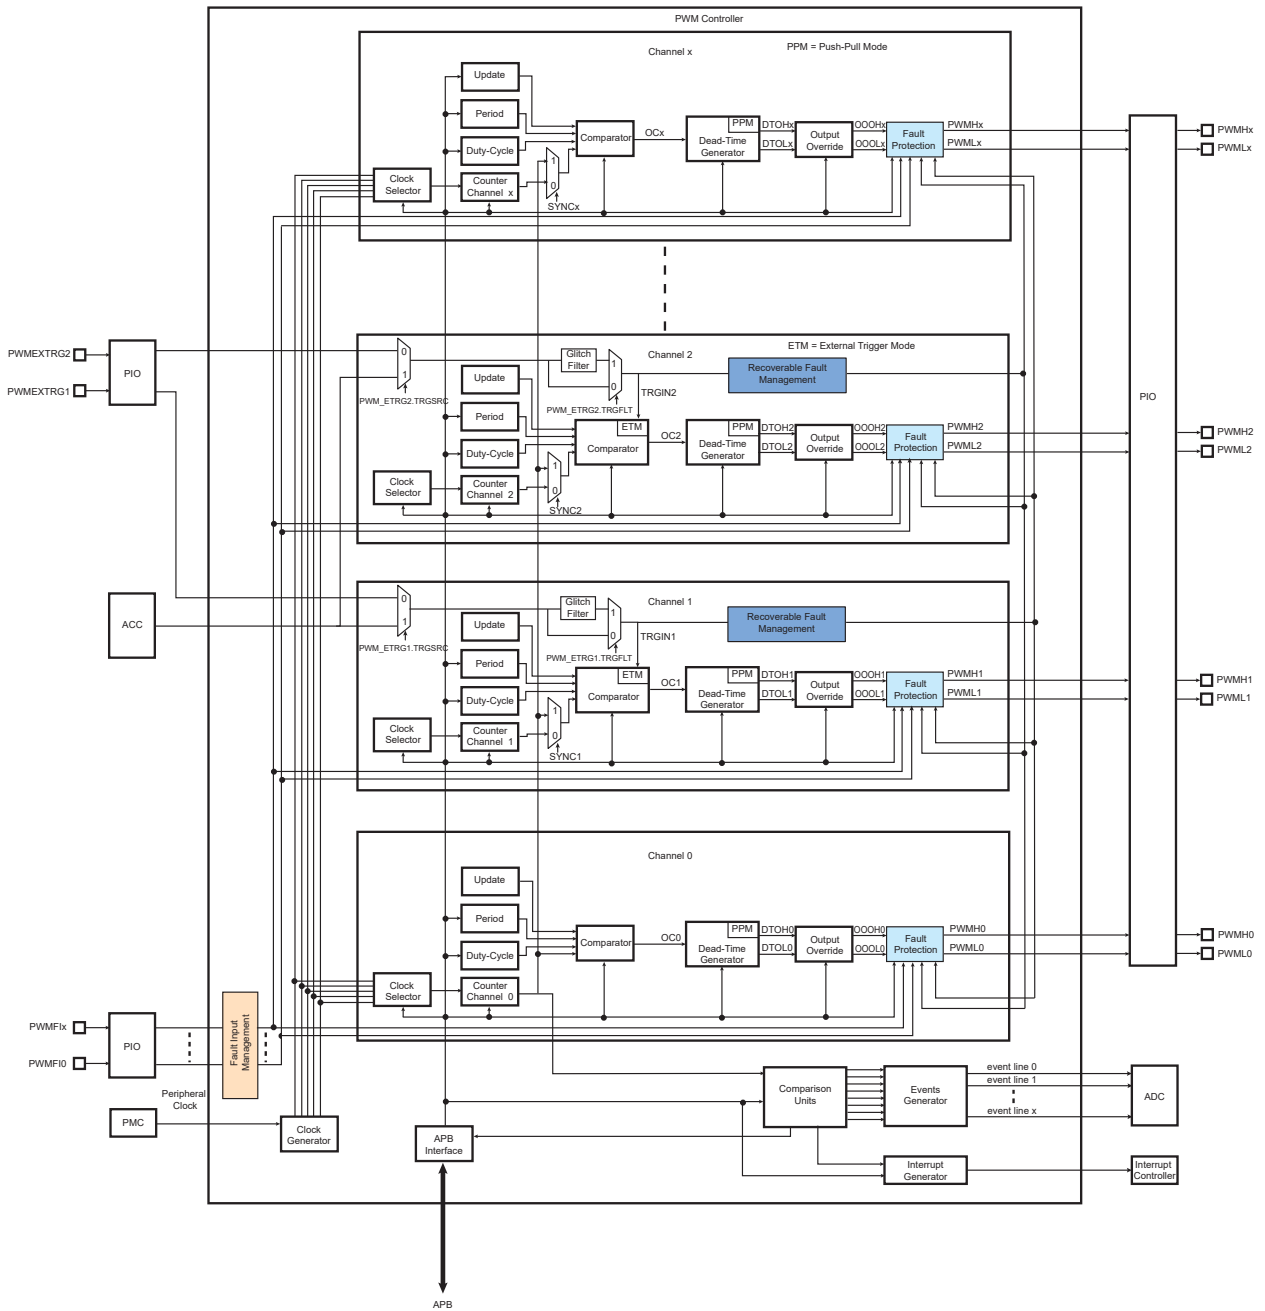 PWM Controller
Channel x
PPM = Push-Pull Mode
Update
Period
Duty-Cycle
Clock
Selector
Counter
Channel x
1
0
SYNCx
Comparator
OCx
PPM
Dead-Time
Generator
DTOHx
DTOLx
Output
Override
OOOHx
OOOLx
Fault
Protection
PWMHx
PWMLx
PIO
PWMHx
PWMLx
PWMEXTRG2
PWMEXTRG1
PIO
ETM = External Trigger Mode
Channel 2
0
1
PWM_ETRG2.TRGSRC
Glitch
Filter
1
0
PWM_ETRG2.TRGFLT
TRGIN2
Recoverable Fault
Management
Update
Period
Duty-Cycle
Clock
Selector
Counter
Channel 2
1
0
SYNC2
ETM
Comparator
OC2
PPM
Dead-Time
Generator
DTOH2
DTOL2
Output
Override
OOOH2
OOOL2
Fault
Protection
PWMH2
PWML2
PWMH2
PWML2
ACC
Channel 1
0
1
PWM_ETRG1.TRGSRC
Glitch
Filter
1
0
PWM_ETRG1.TRGFLT
TRGIN1
Recoverable Fault
Management
Update
Period
Duty-Cycle
Clock
Selector
Counter
Channel 1
1
0
SYNC1
ETM
Comparator
OC1
PPM
Dead-Time
Generator
DTOH1
DTOL1
Output
Override
OOOH1
OOOL1
Fault
Protection
PWMH1
PWML1
PWMH1
PWML1
Channel 0
Update
Period
Duty-Cycle
Clock
Selector
Counter
Channel 0
Comparator
OC0
PPM
Dead-Time
Generator
DTOH0
DTOL0
Output
Override
OOOH0
OOOL0
Fault
Protection
PWMH0
PWML0
PWMH0
PWML0
PWMFIx
PWMFI0
PIO
Fault Input
Management
Peripheral
Clock
PMC
Clock
Generator
APB
Interface
Comparison
Units
Events
Generator
event line 0
event line 1
event line x
ADC
Interrupt
Generator
Interrupt
Controller
APB